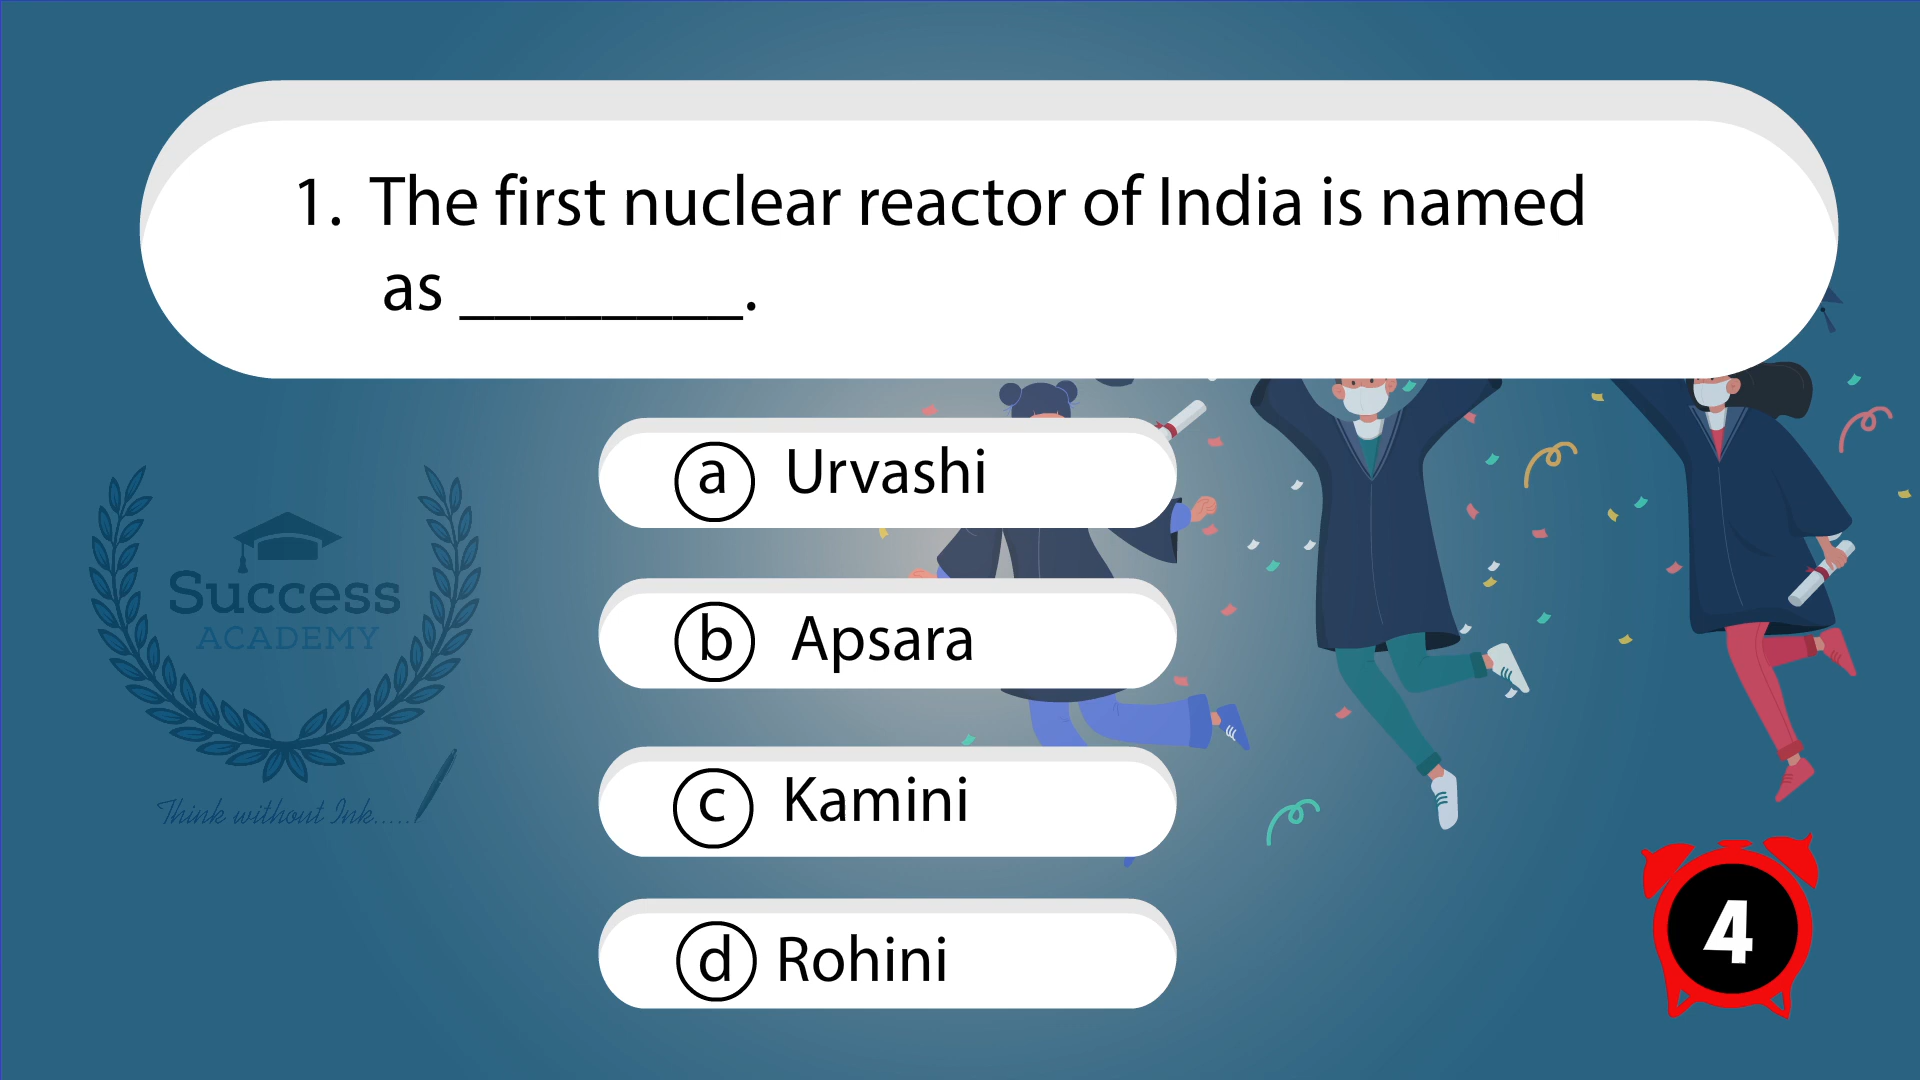 1. The first nuclear reactor of India is named
as ________.
a Urvashi
b Apsara
c Kamini
d Rohini
Success
ACADEMY
Think without Ink.....
4